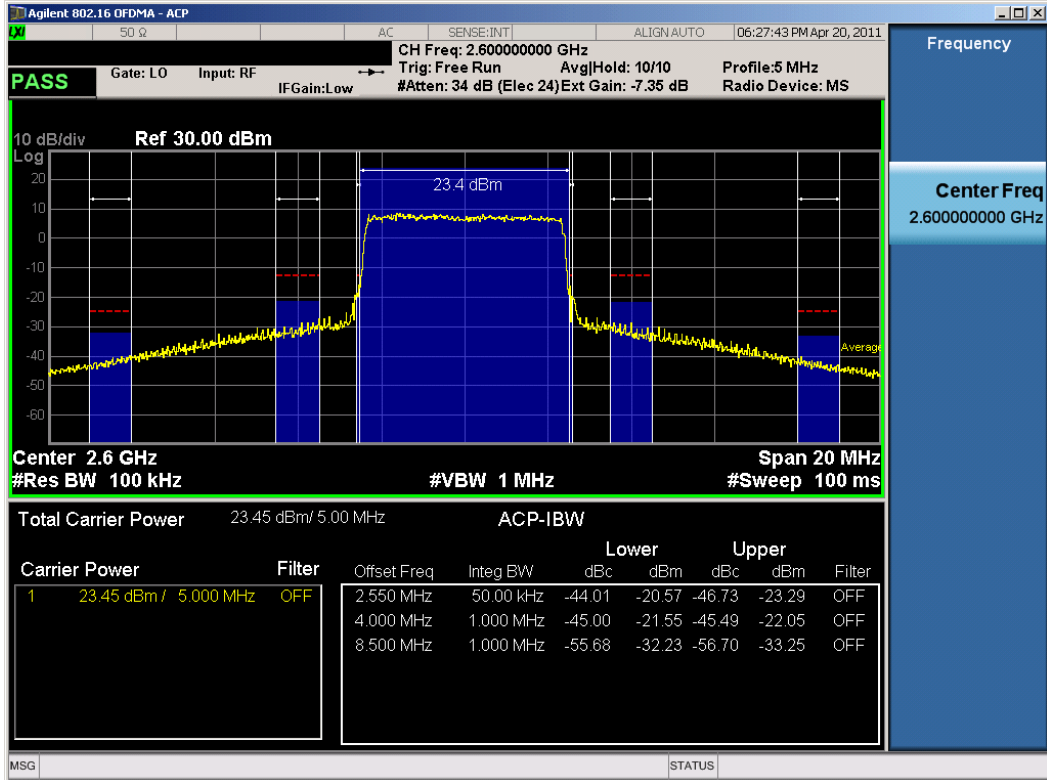 Agilent 802.16 OFDMA - ACP
LXI 50 Ω AC SENSE:INT ALIGN AUTO 06:27:43 PM Apr 20, 2011
CH Freq: 2.600000000 GHz
PASS Gate: LO Input: RF Trig: Free Run Avg|Hold: 10/10 Profile:5 MHz
IFGain:Low #Atten: 34 dB (Elec 24) Ext Gain: -7.35 dB Radio Device: MS
Frequency
Center Freq
2.600000000 GHz
10 dB/div Ref 30.00 dBm
Log
20
10
0
-10
-20
-30
-40
-50
-60
23.4 dBm
Average
Center 2.6 GHz Span 20 MHz
#Res BW 100 kHz #VBW 1 MHz #Sweep 100 ms
Total Carrier Power 23.45 dBm/ 5.00 MHz ACP-IBW
Lower Upper
Carrier Power Filter Offset Freq Integ BW dBc dBm dBc dBm Filter
1 23.45 dBm / 5.000 MHz OFF 2.550 MHz 50.00 kHz -44.01 -20.57 -46.73 -23.29 OFF
4.000 MHz 1.000 MHz -45.00 -21.55 -45.49 -22.05 OFF
8.500 MHz 1.000 MHz -55.68 -32.23 -56.70 -33.25 OFF
MSG STATUS